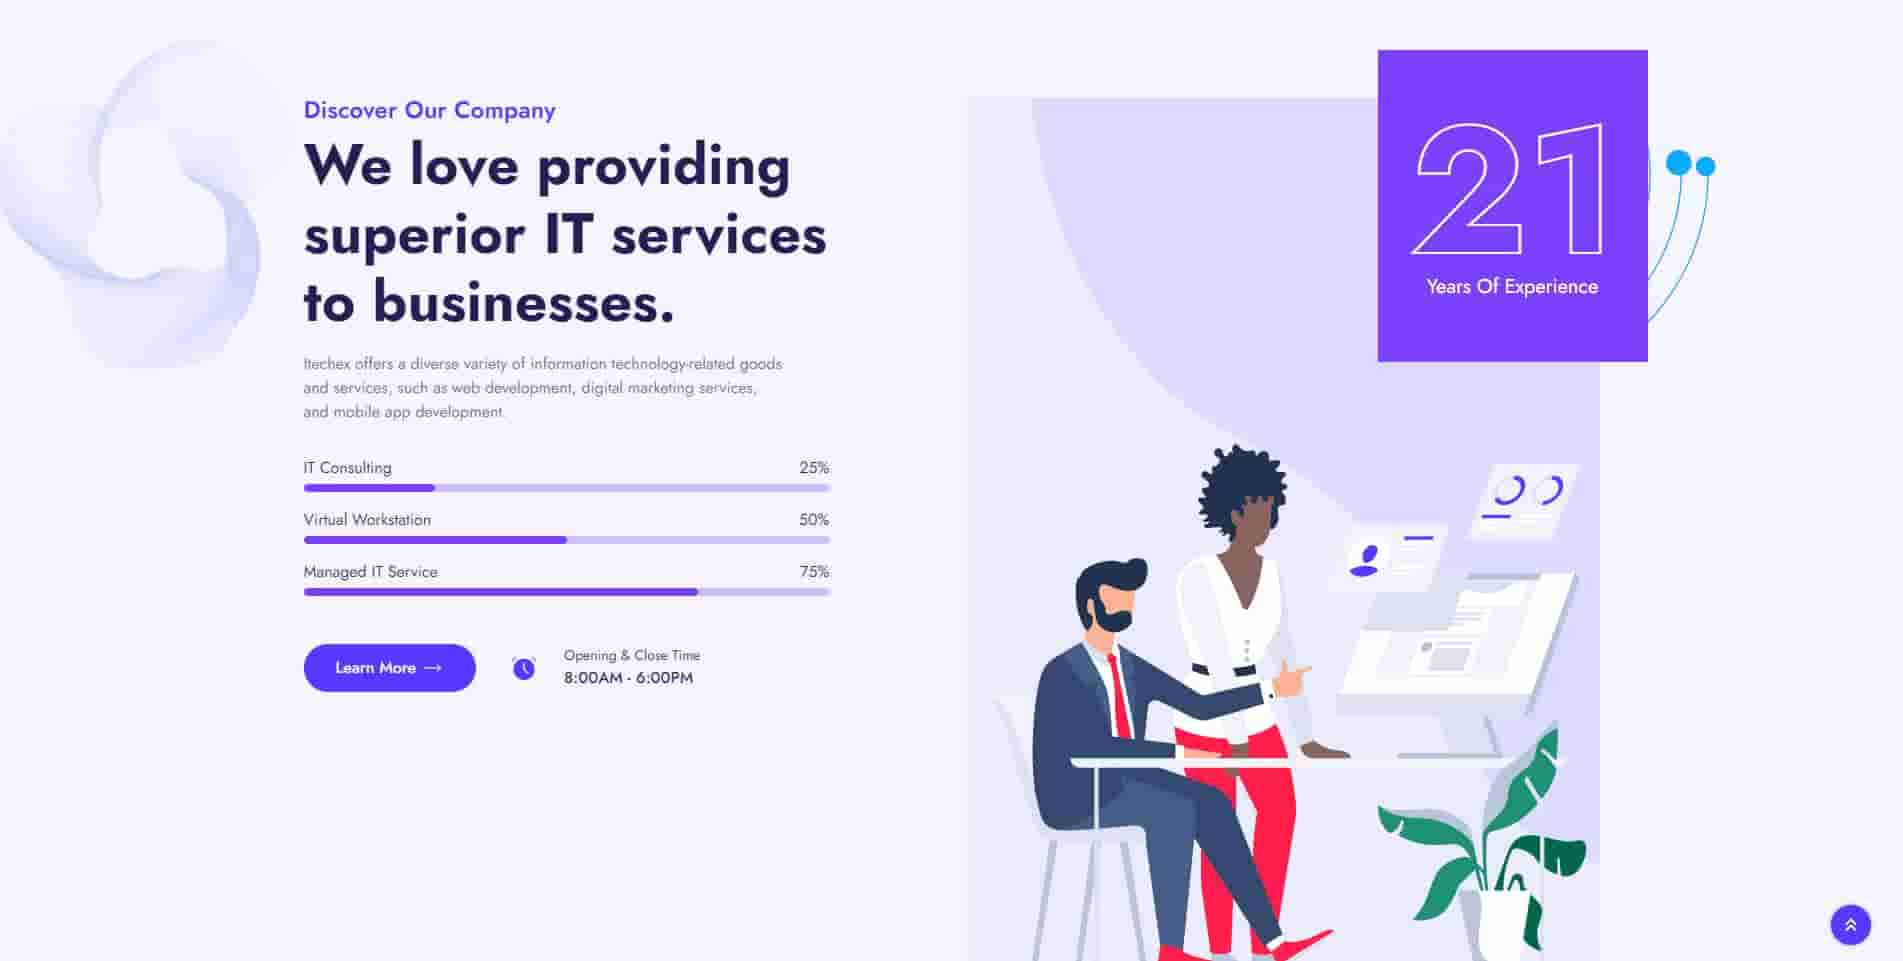 Discover Our Company
We love providing
superior IT services
to businesses.
Itechex offers a diverse variety of information technology-related goods
and services, such as web development, digital marketing services,
and mobile app development.
IT Consulting 25%
Virtual Workstation 50%
Managed IT Service 75%
Learn More →
Opening & Close Time
8:00AM - 6:00PM
21
Years Of Experience